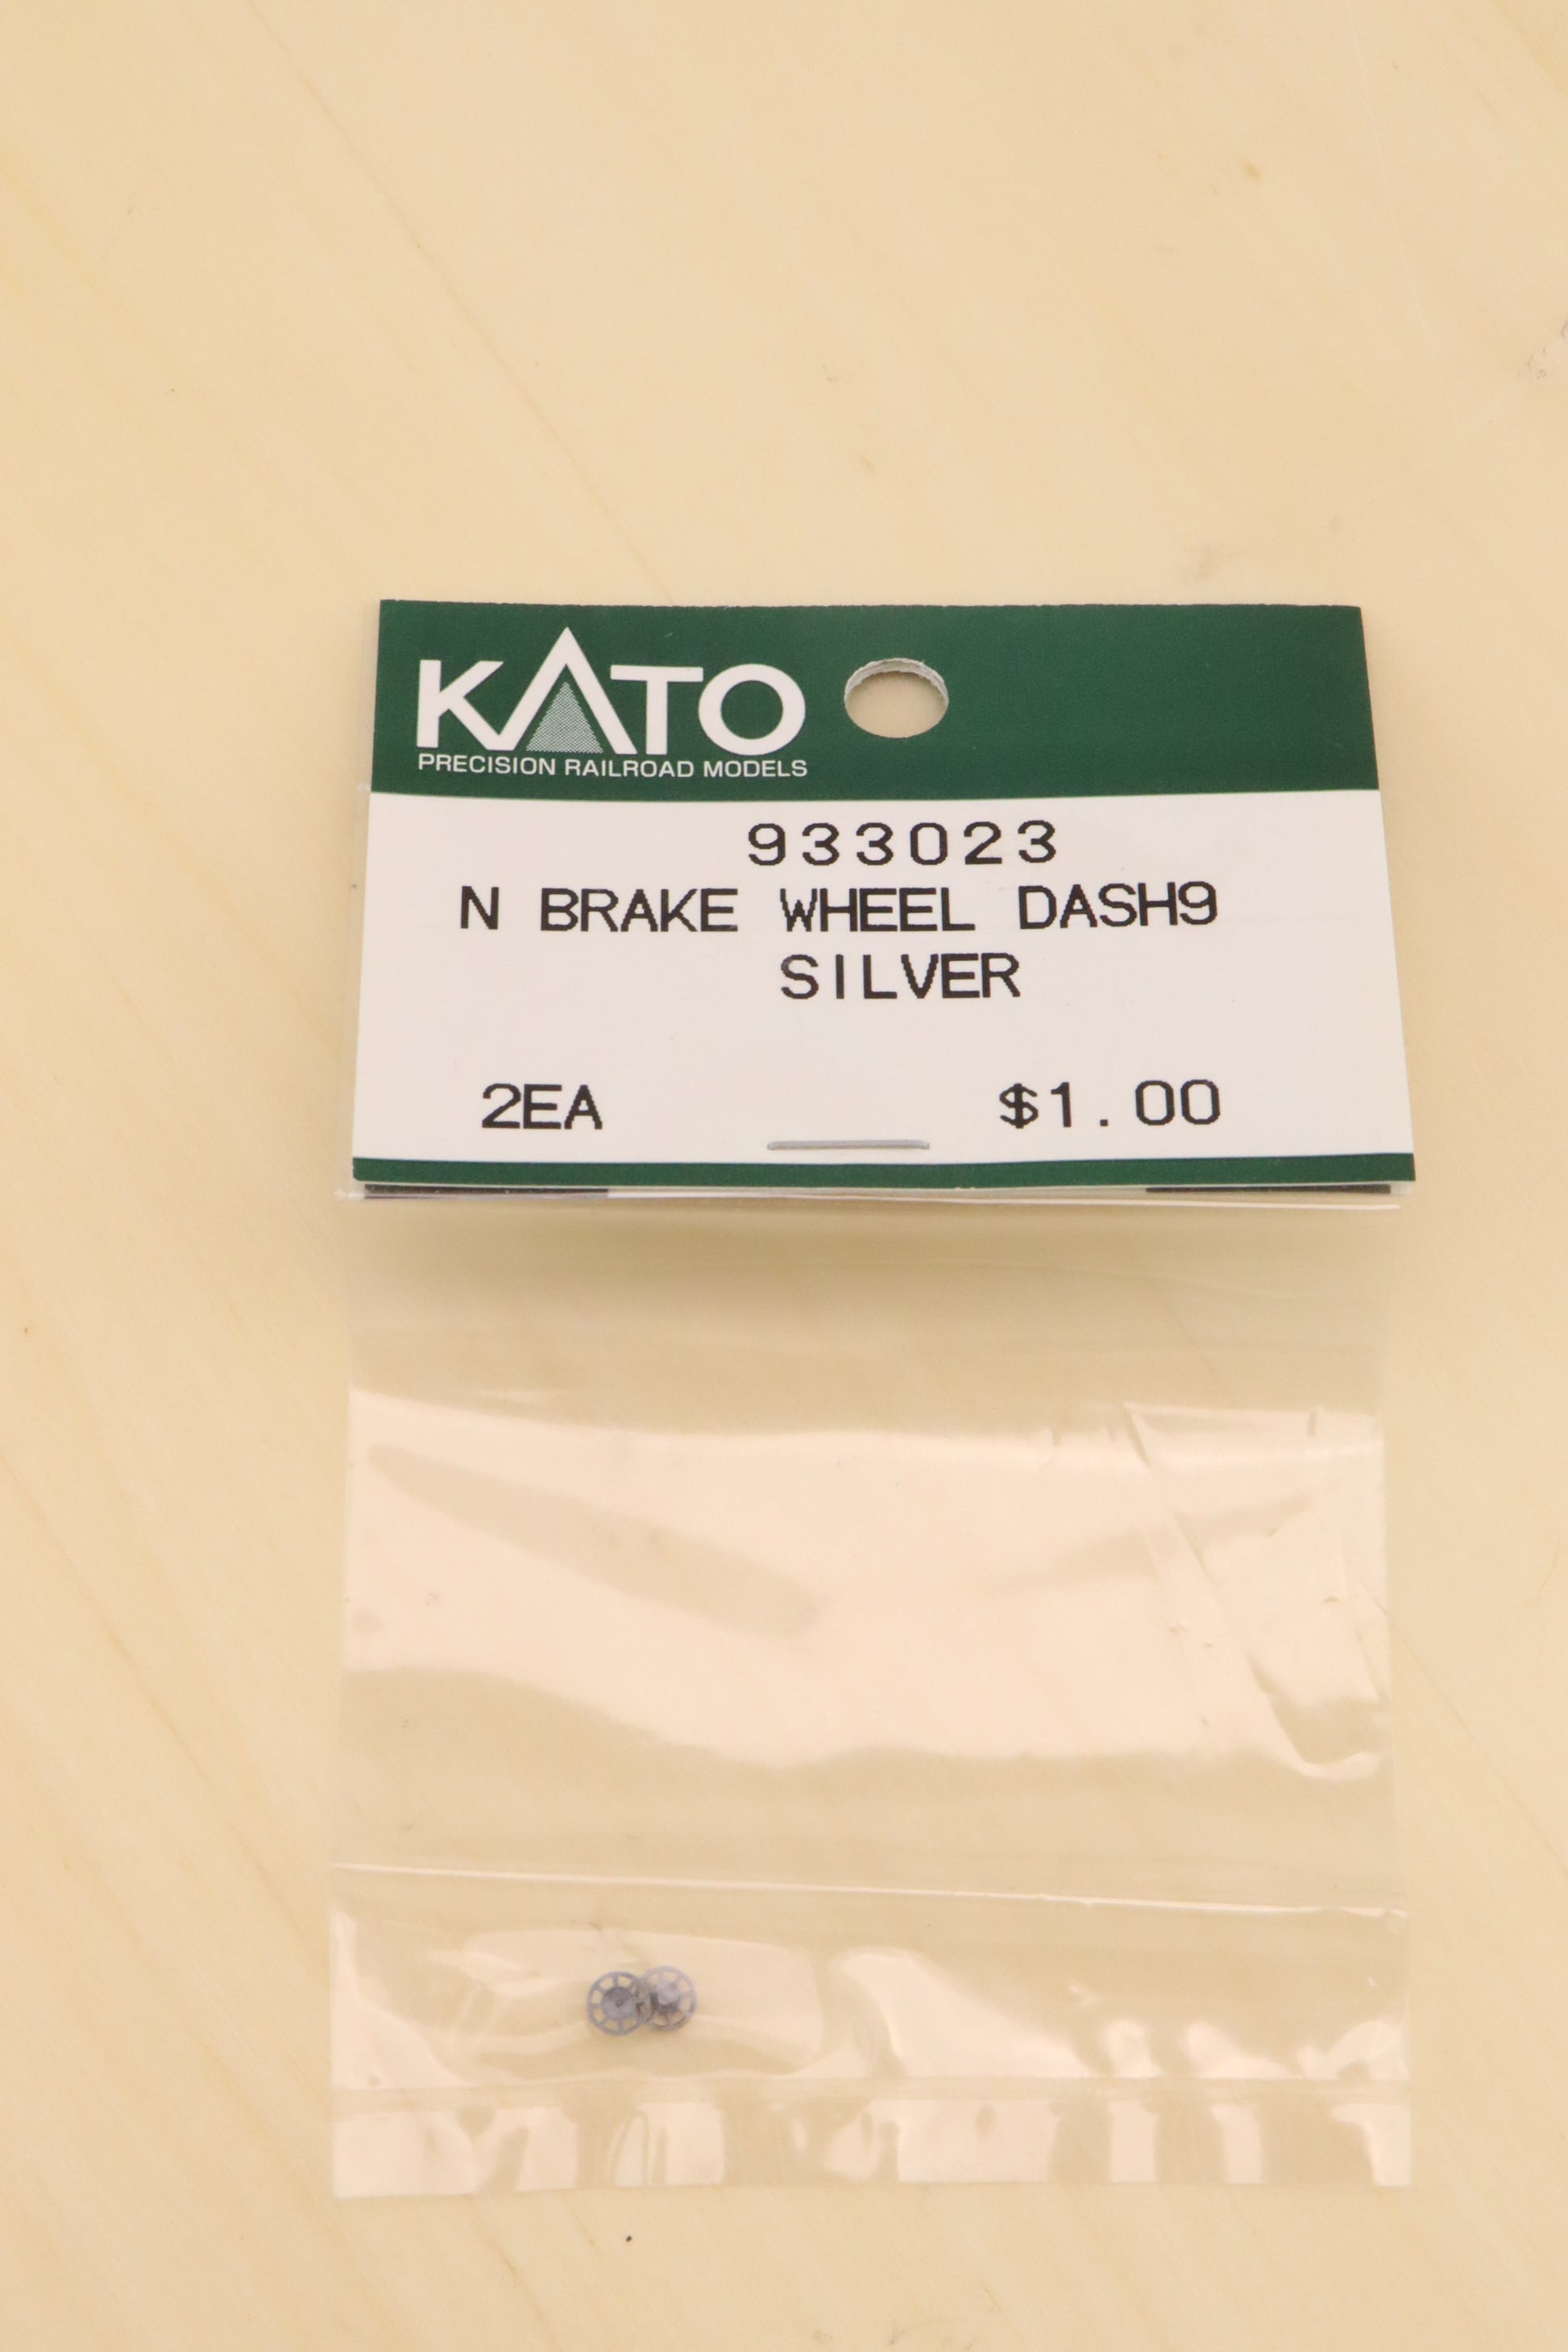 KATO
PRECISION RAILROAD MODELS
933023
N BRAKE WHEEL DASH9
SILVER
2EA $1.00